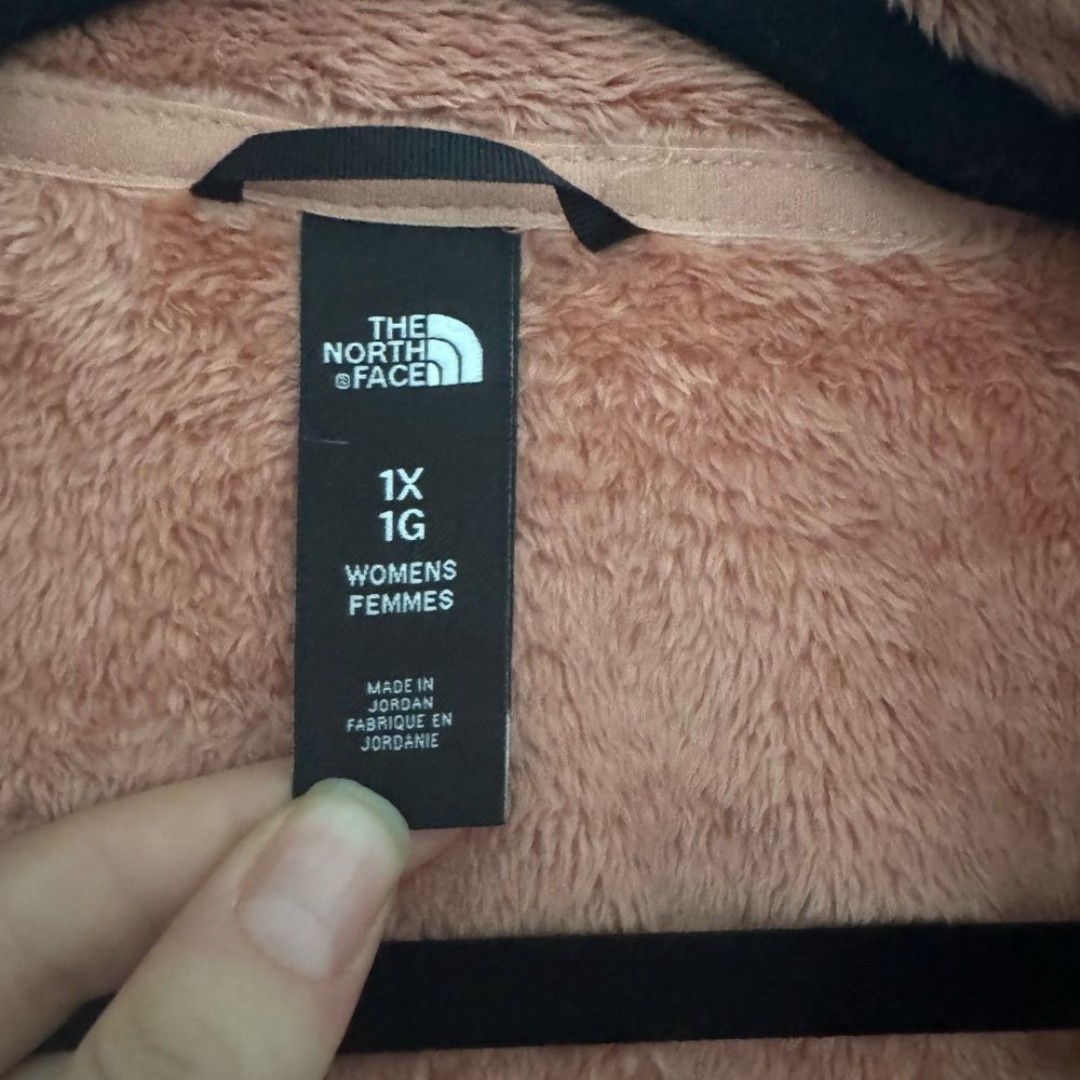 THE
NORTH
®FACE
1X
1G
WOMENS
FEMMES
MADE IN
JORDAN
FABRIQUE EN
JORDANIE